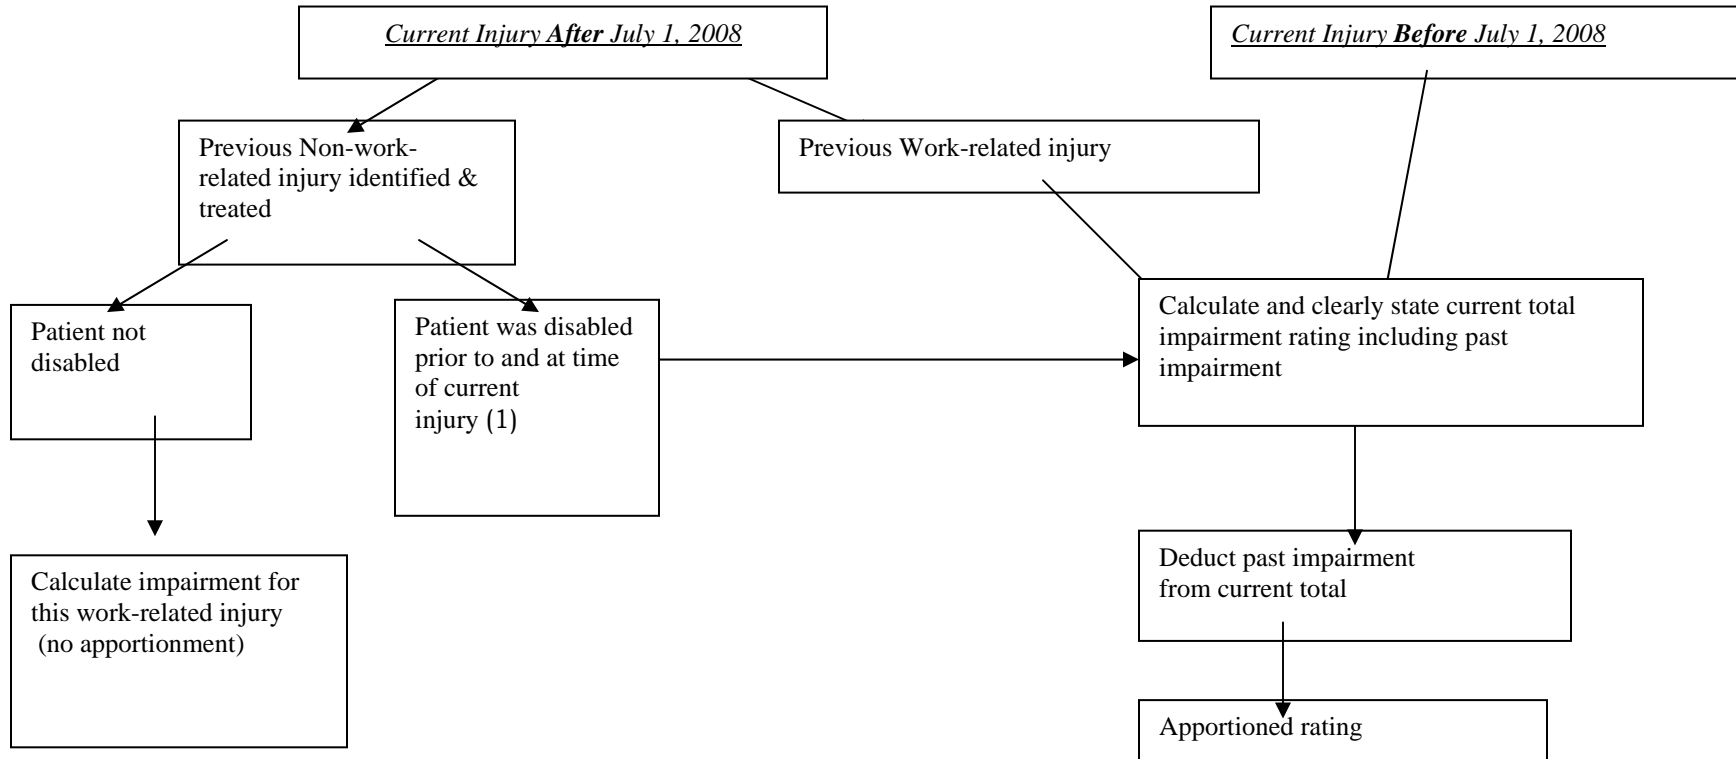 Current Injury After July 1, 2008
Current Injury Before July 1, 2008
Previous Non-work-
related injury identified &
treated
Previous Work-related injury
Patient not
disabled
Patient was disabled
prior to and at time
of current
injury (1)
Calculate and clearly state current total
impairment rating including past
impairment
Calculate impairment for
this work-related injury
(no apportionment)
Deduct past impairment
from current total
Apportioned rating